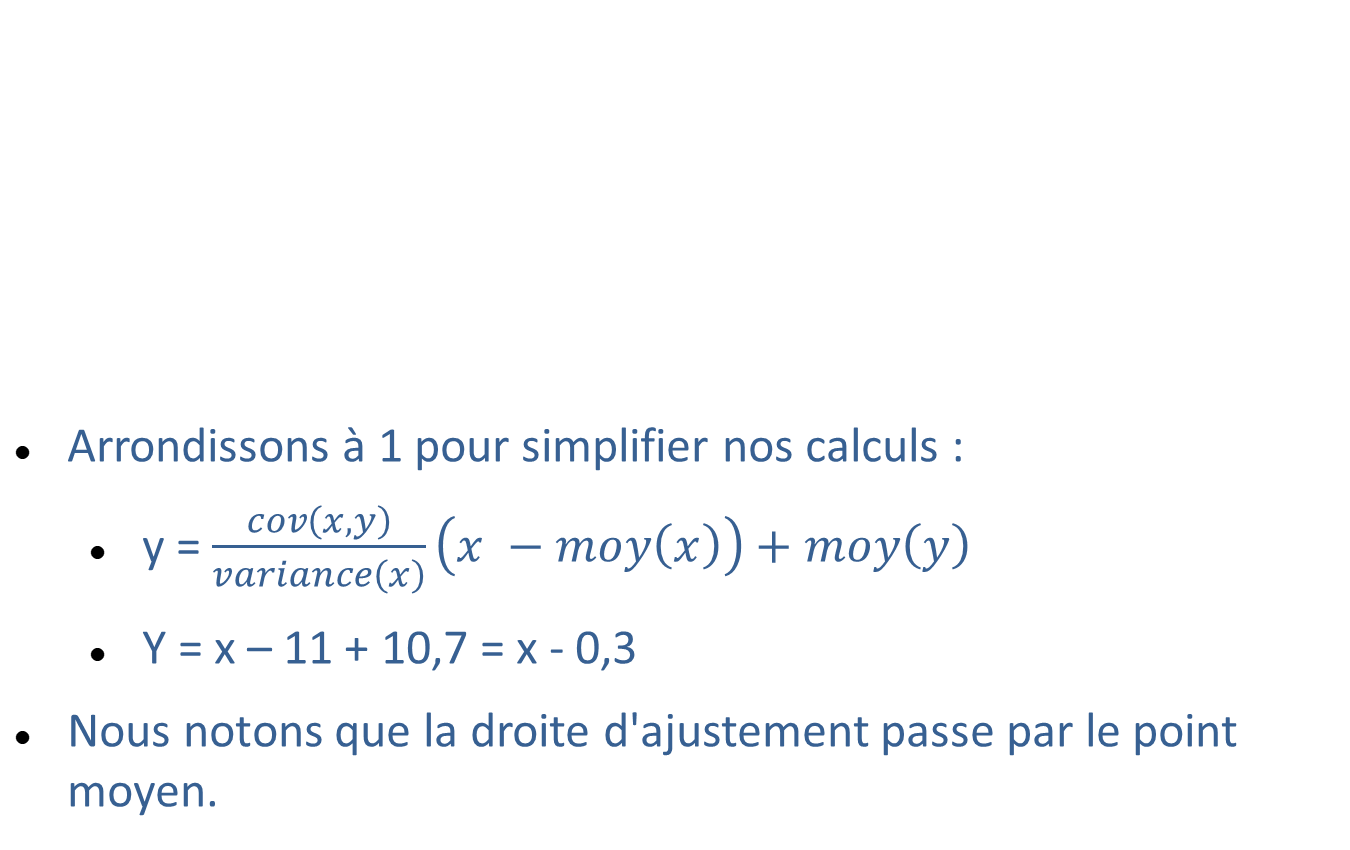 • Arrondissons à 1 pour simplifier nos calculs :
• y = \frac{cov(x,y)}{variance(x)} (x − moy(x)) + moy(y)
• Y = x – 11 + 10,7 = x - 0,3
• Nous notons que la droite d'ajustement passe par le point
moyen.